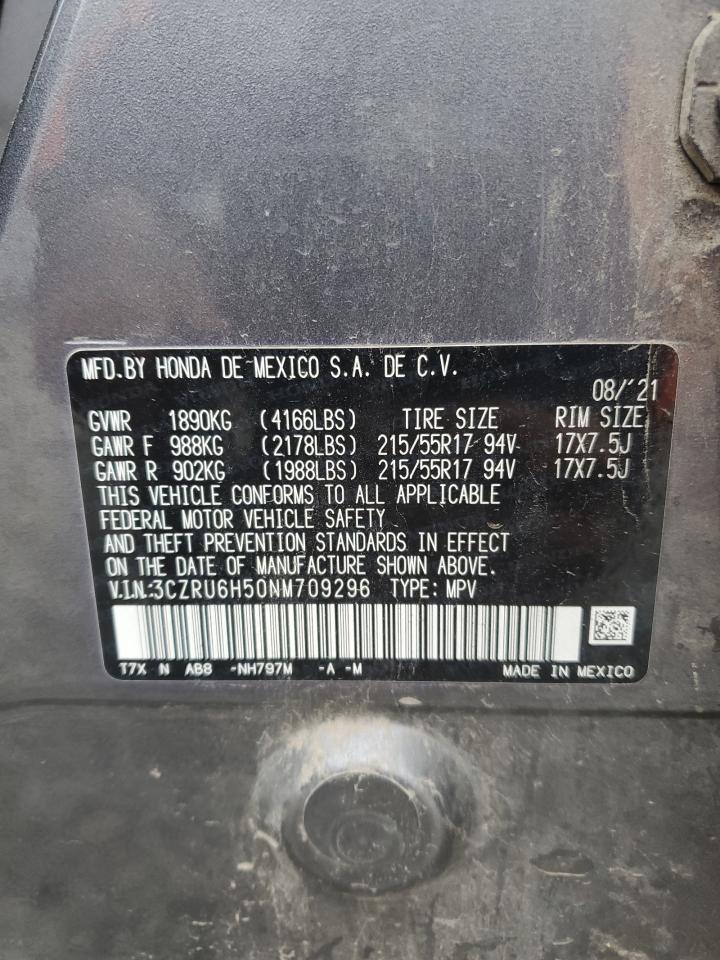 MFD.BY HONDA DE MEXICO S.A. DE C.V.
08/'21
GVWR 1890KG (4166LBS) TIRE SIZE RIM SIZE
GAWR F 988KG (2178LBS) 215/55R17 94V 17X7.5J
GAWR R 902KG (1988LBS) 215/55R17 94V 17X7.5J
THIS VEHICLE CONFORMS TO ALL APPLICABLE
FEDERAL MOTOR VEHICLE SAFETY
AND THEFT PREVENTION STANDARDS IN EFFECT
ON THE DATE OF MANUFACTURE SHOWN ABOVE.
V.I.N.:3CZRU6H50NM709296 TYPE: MPV
T7X N AB8 -NH797M -A -M MADE IN MEXICO